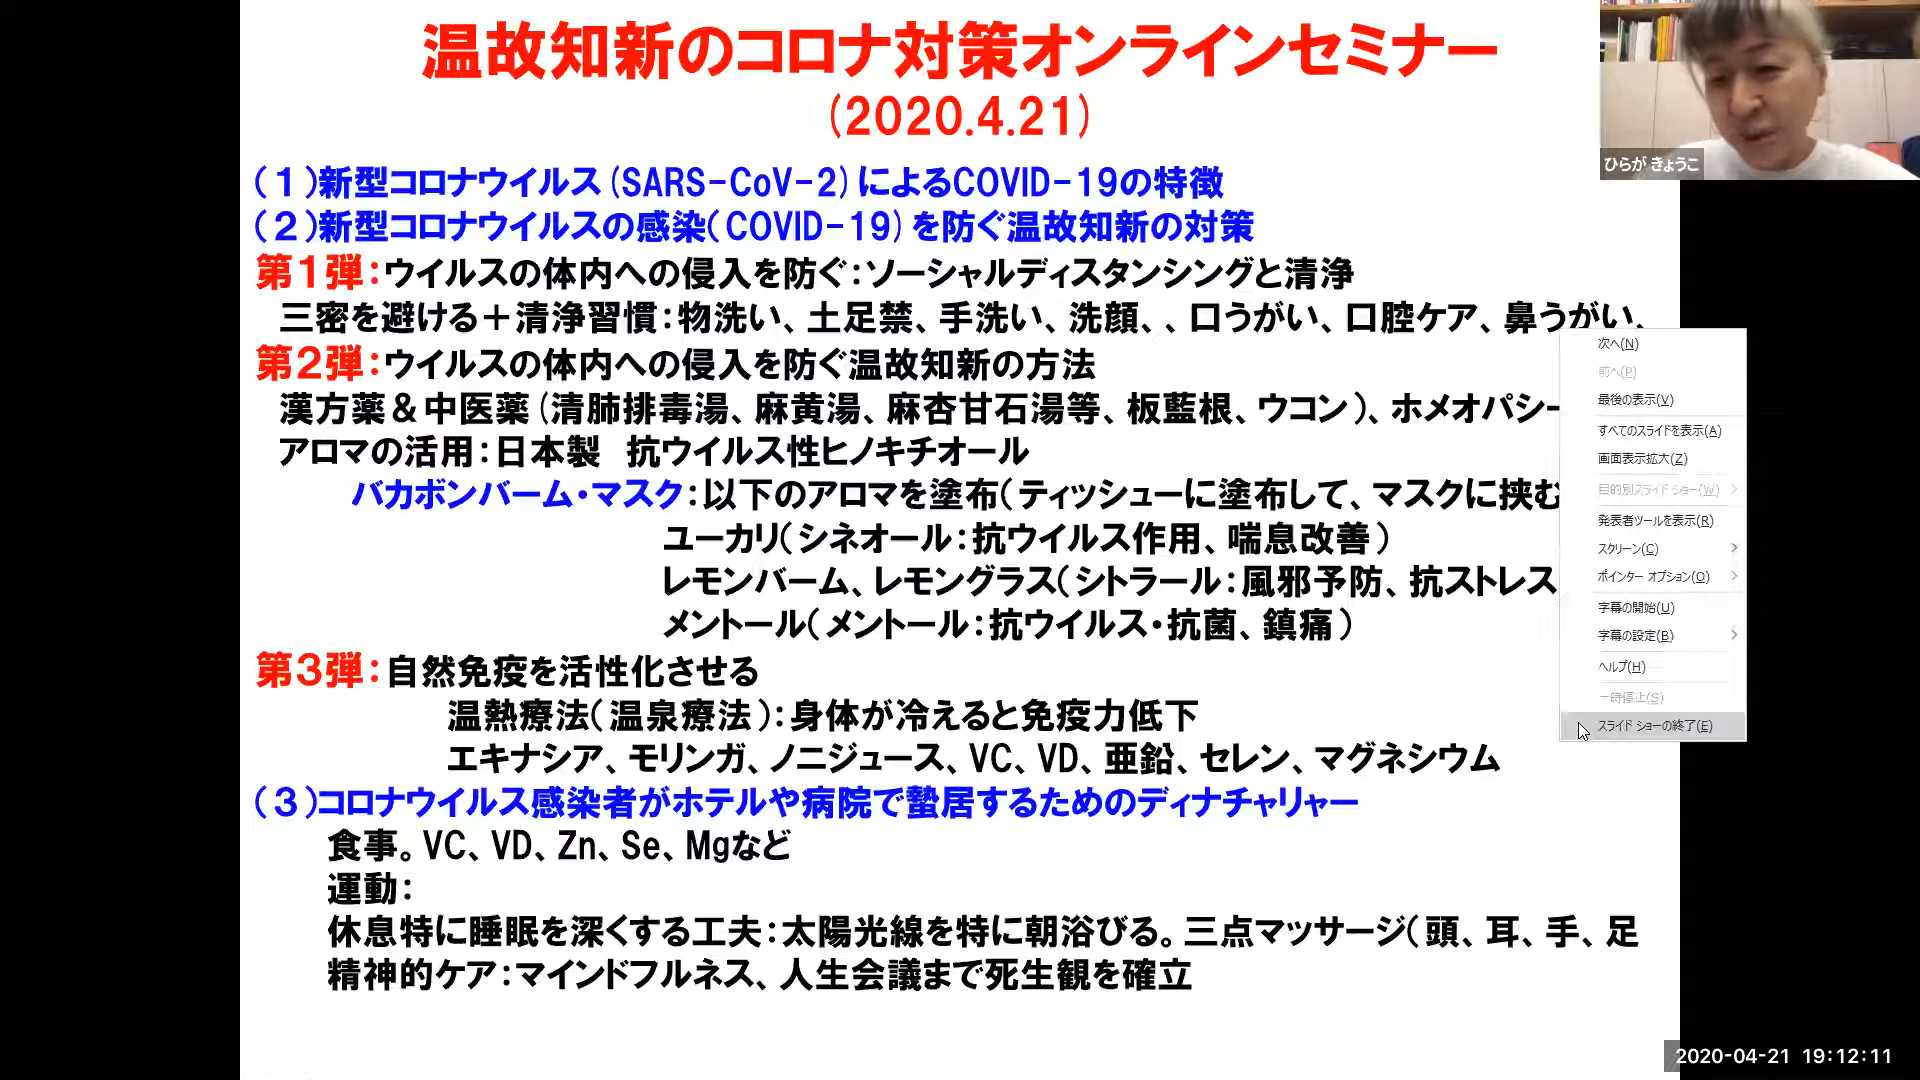 温故知新のコロナ対策オンラインセミナー
(2020.4.21)
(1)新型コロナウイルス(SARS-CoV-2)によるCOVID-19の特徴
(2)新型コロナウイルスの感染(COVID-19)を防ぐ温故知新の対策
第1弾:ウイルスの体内への侵入を防ぐ:ソーシャルディスタンシングと清浄
三密を避ける+清浄習慣:物洗い、土足禁、手洗い、洗顔、、口うがい、口腔ケア、鼻うがい、
第2弾:ウイルスの体内への侵入を防ぐ温故知新の方法
漢方薬&中医薬(清肺排毒湯、麻黄湯、麻杏甘石湯等、板藍根、ウコン)、ホメオパシー
アロマの活用:日本製 抗ウイルス性ヒノキチオール
バカボンバーム・マスク:以下のアロマを塗布(ティッシューに塗布して、マスクに挟む
ユーカリ(シネオール:抗ウイルス作用、喘息改善)
レモンバーム、レモングラス(シトラール:風邪予防、抗ストレス
メントール(メントール:抗ウイルス・抗菌、鎮痛)
第3弾:自然免疫を活性化させる
温熱療法(温泉療法):身体が冷えると免疫力低下
エキナシア、モリンガ、ノニジュース、VC、VD、亜鉛、セレン、マグネシウム
(3)コロナウイルス感染者がホテルや病院で蟄居するためのディナチャリャー
食事。VC、VD、Zn、Se、Mgなど
運動:
休息特に睡眠を深くする工夫:太陽光線を特に朝浴びる。三点マッサージ(頭、耳、手、足
精神的ケア:マインドフルネス、人生会議まで死生観を確立
ひらが きょうこ
次へ(N)
前へ(P)
最後の表示(V)
すべてのスライドを表示(A)
画面表示拡大(Z)
目的別スライド ショー(W)
発表者ツールを表示(R)
スクリーン(C)
ポインター オプション(O)
字幕の開始(U)
字幕の設定(B)
ヘルプ(H)
一時停止(S)
スライド ショーの終了(E)
2020-04-21 19:12:11